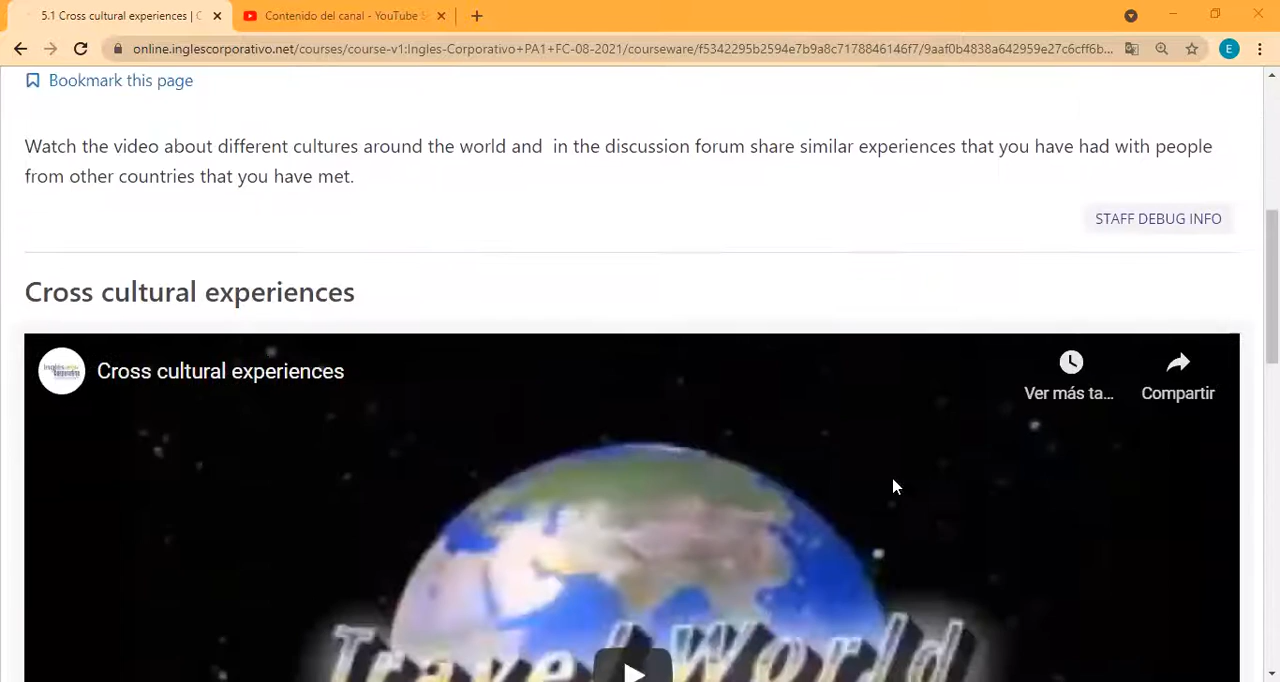 5.1 Cross cultural experiences | C
Contenido del canal - YouTube S
online.inglescorporativo.net/courses/course-v1:Ingles-Corporativo+PA1+FC-08-2021/courseware/f5342295b2594e7b9a8c7178846146f7/9aaf0b4838a642959e27c6cff6b...
E
Bookmark this page
Watch the video about different cultures around the world and in the discussion forum share similar experiences that you have had with people
from other countries that you have met.
STAFF DEBUG INFO
Cross cultural experiences
Cross cultural experiences
Ver más ta...
Compartir
Travel World